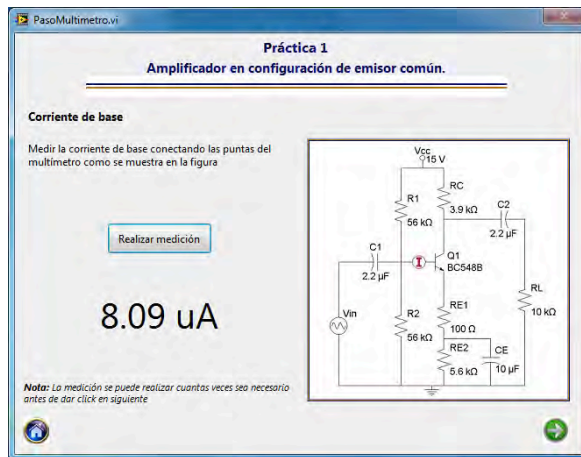 PasoMultimetro.vi
Práctica 1
Amplificador en configuración de emisor común.
Corriente de base
Medir la corriente de base conectando las puntas del
multímetro como se muestra en la figura
Realizar medición
8.09 uA
Nota: La medición se puede realizar cuantas veces sea necesario
antes de dar click en siguiente
Vcc
15 V
RC
3.9 kΩ
R1
56 kΩ
C2
2.2 µF
C1
2.2 µF
I
Q1
BC548B
RL
10 kΩ
Vin
R2
56 kΩ
RE1
100 Ω
RE2
5.6 kΩ
CE
10 µF